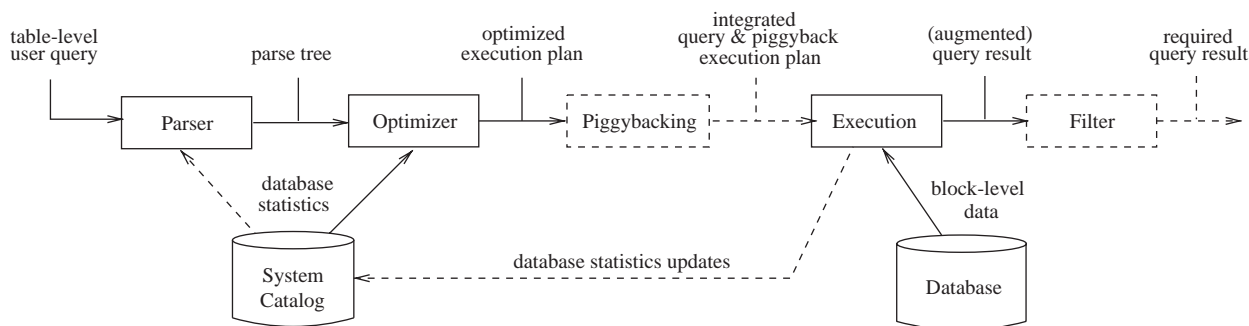 table-level
user query
parse tree
optimized
execution plan
integrated
query & piggyback
execution plan
(augmented)
query result
required
query result
Parser
Optimizer
Piggybacking
Execution
Filter
database
statistics
block-level
data
System
Catalog
database statistics updates
Database